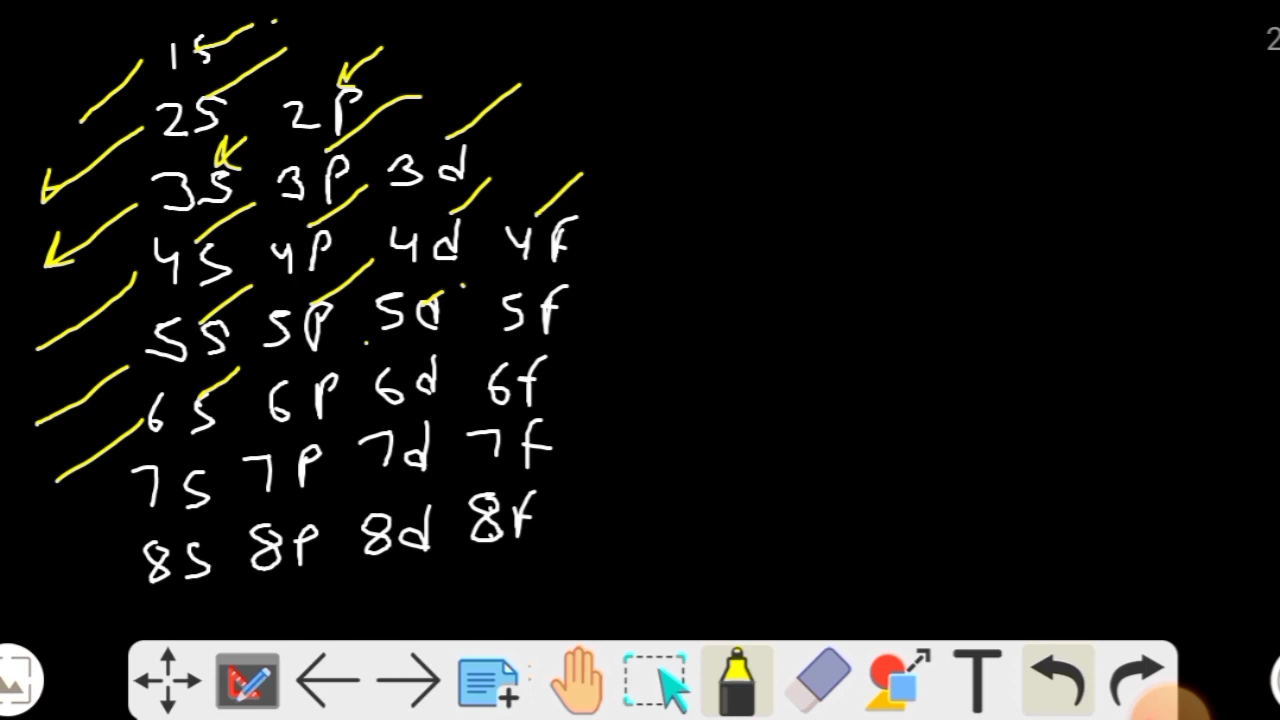 1s
2s 2p
3s 3p 3d
4s 4p 4d 4f
5s 5p 5d 5f
6s 6p 6d 6f
7s 7p 7d 7f
8s 8p 8d 8f
2
T